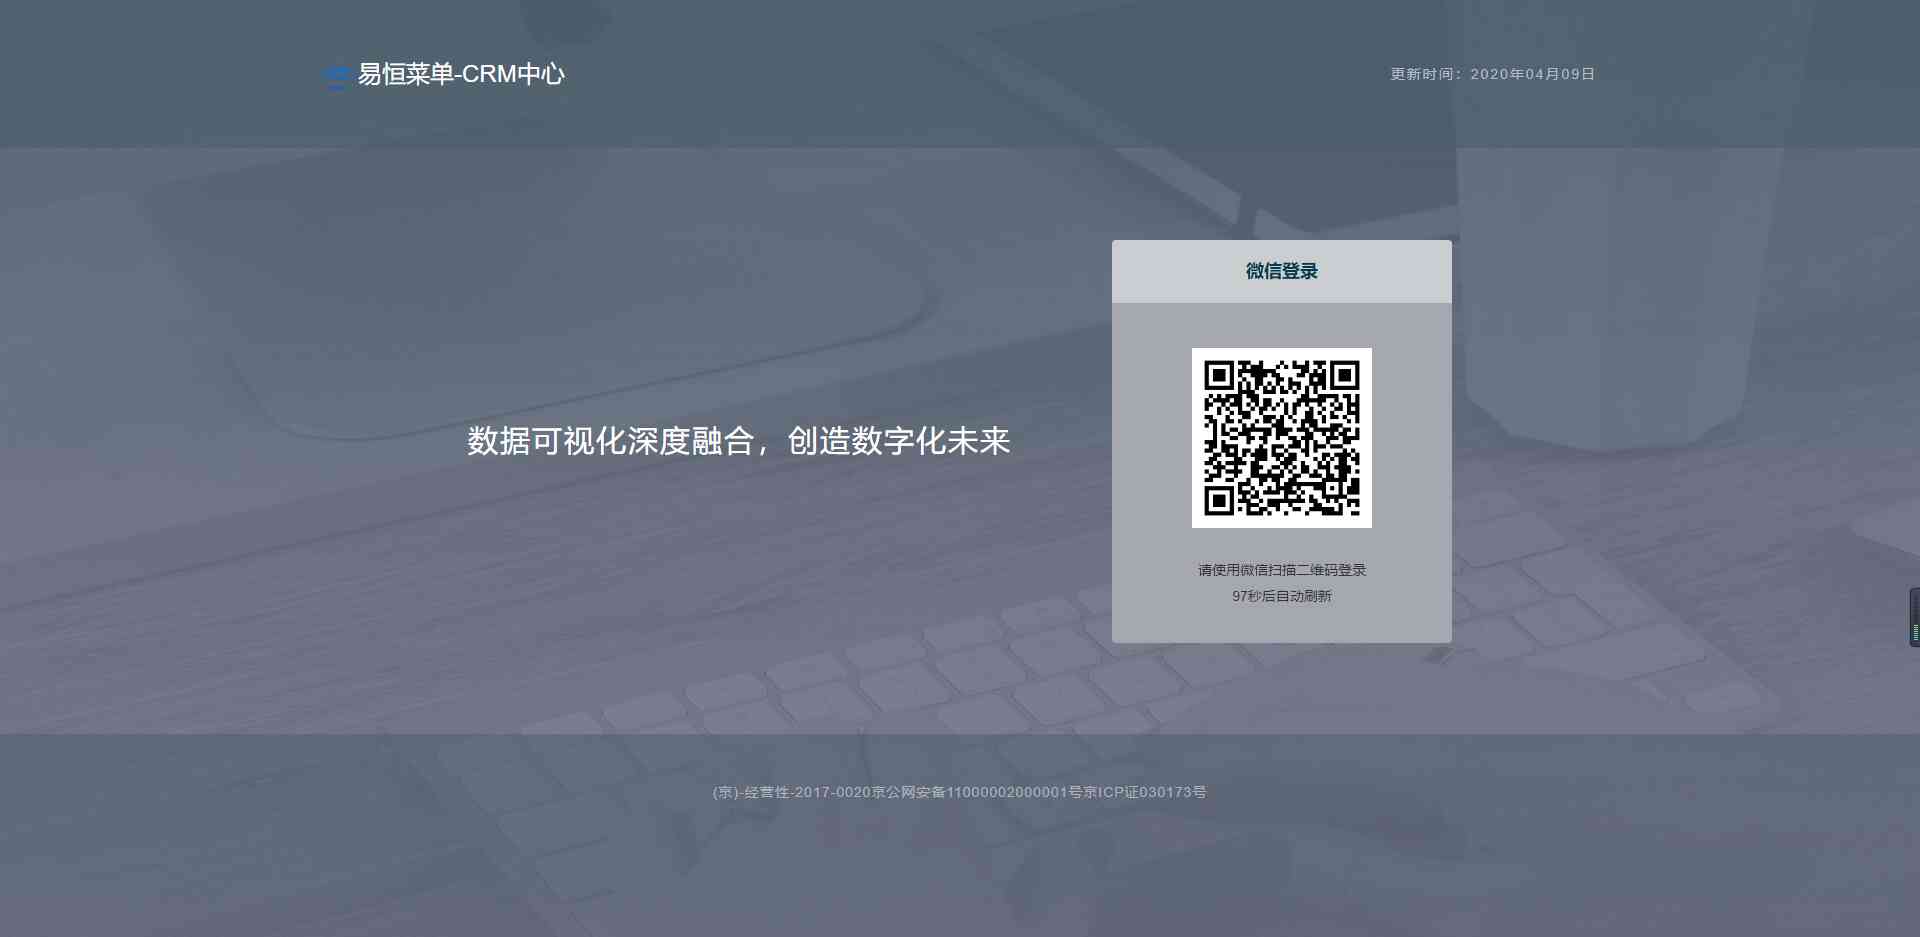 易恒菜单-CRM中心
更新时间：2020年04月09日
微信登录
数据可视化深度融合，创造数字化未来
请使用微信扫描二维码登录
97秒后自动刷新
(京)-经营性-2017-0020京公网安备11000002000001号京ICP证030173号